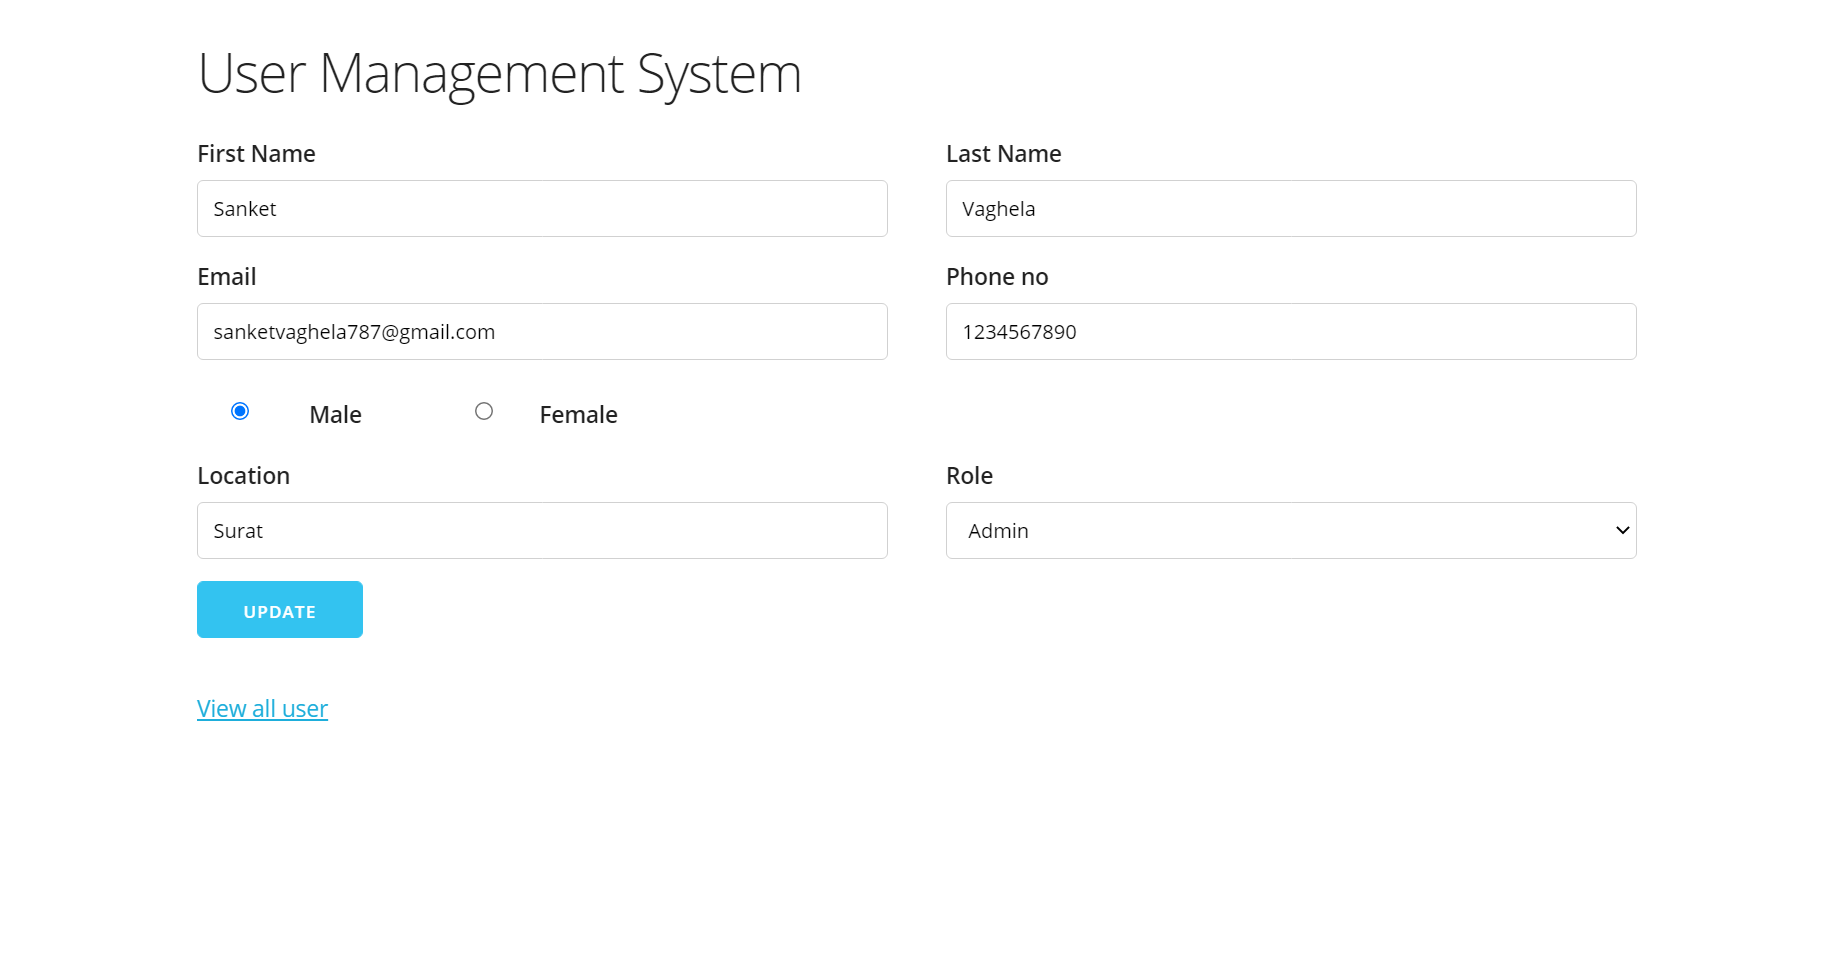 User Management System
First Name
Last Name
Sanket
Vaghela
Email
Phone no
sanketvaghela787@gmail.com
1234567890
Male
Female
Location
Role
Surat
Admin
UPDATE
View all user